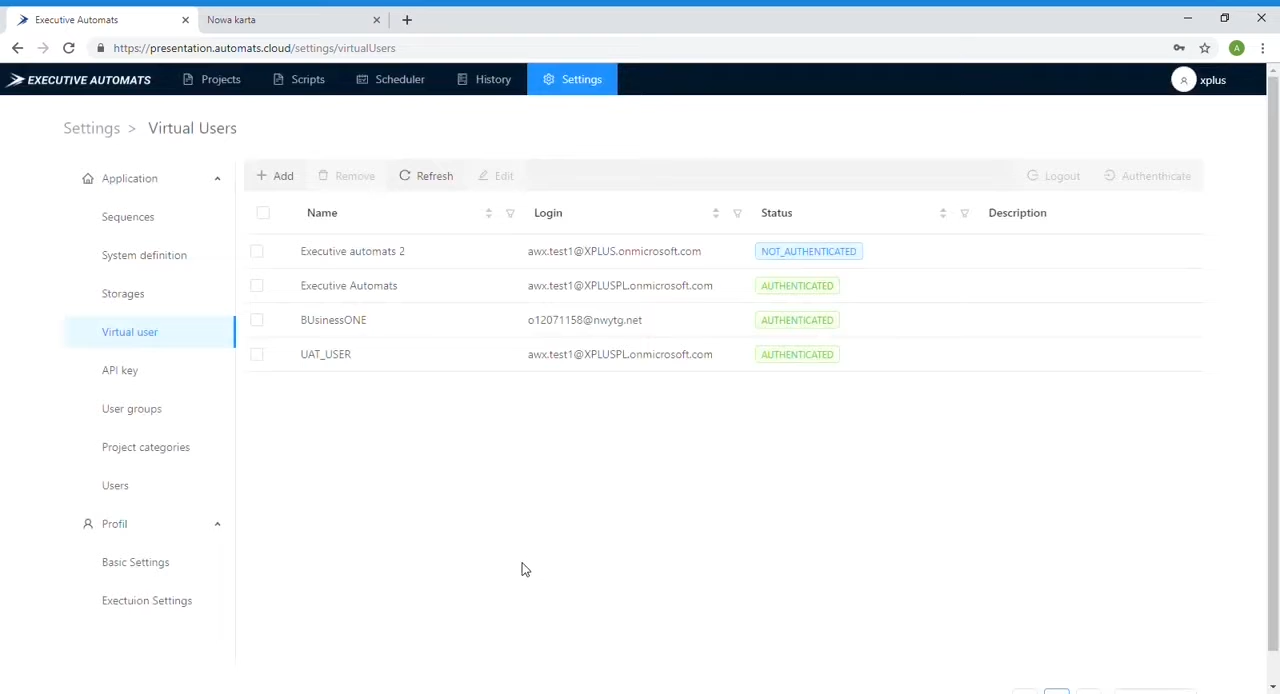 Executive Automats
Nowa karta
https://presentation.automats.cloud/settings/virtualUsers
A
EXECUTIVE AUTOMATS
Projects
Scripts
Scheduler
History
Settings
xplus
Settings > Virtual Users
Application
Sequences
System definition
Storages
Virtual user
API key
User groups
Project categories
Users
Profil
Basic Settings
Exectuion Settings
Add Remove Refresh Edit Logout Authenthicate
Name Login Status Description
Executive automats 2 awx.test1@XPLUS.onmicrosoft.com NOT_AUTHENTICATED
Executive Automats awx.test1@XPLUSPL.onmicrosoft.com AUTHENTICATED
BUsinessONE o12071158@nwytg.net AUTHENTICATED
UAT_USER awx.test1@XPLUSPL.onmicrosoft.com AUTHENTICATED